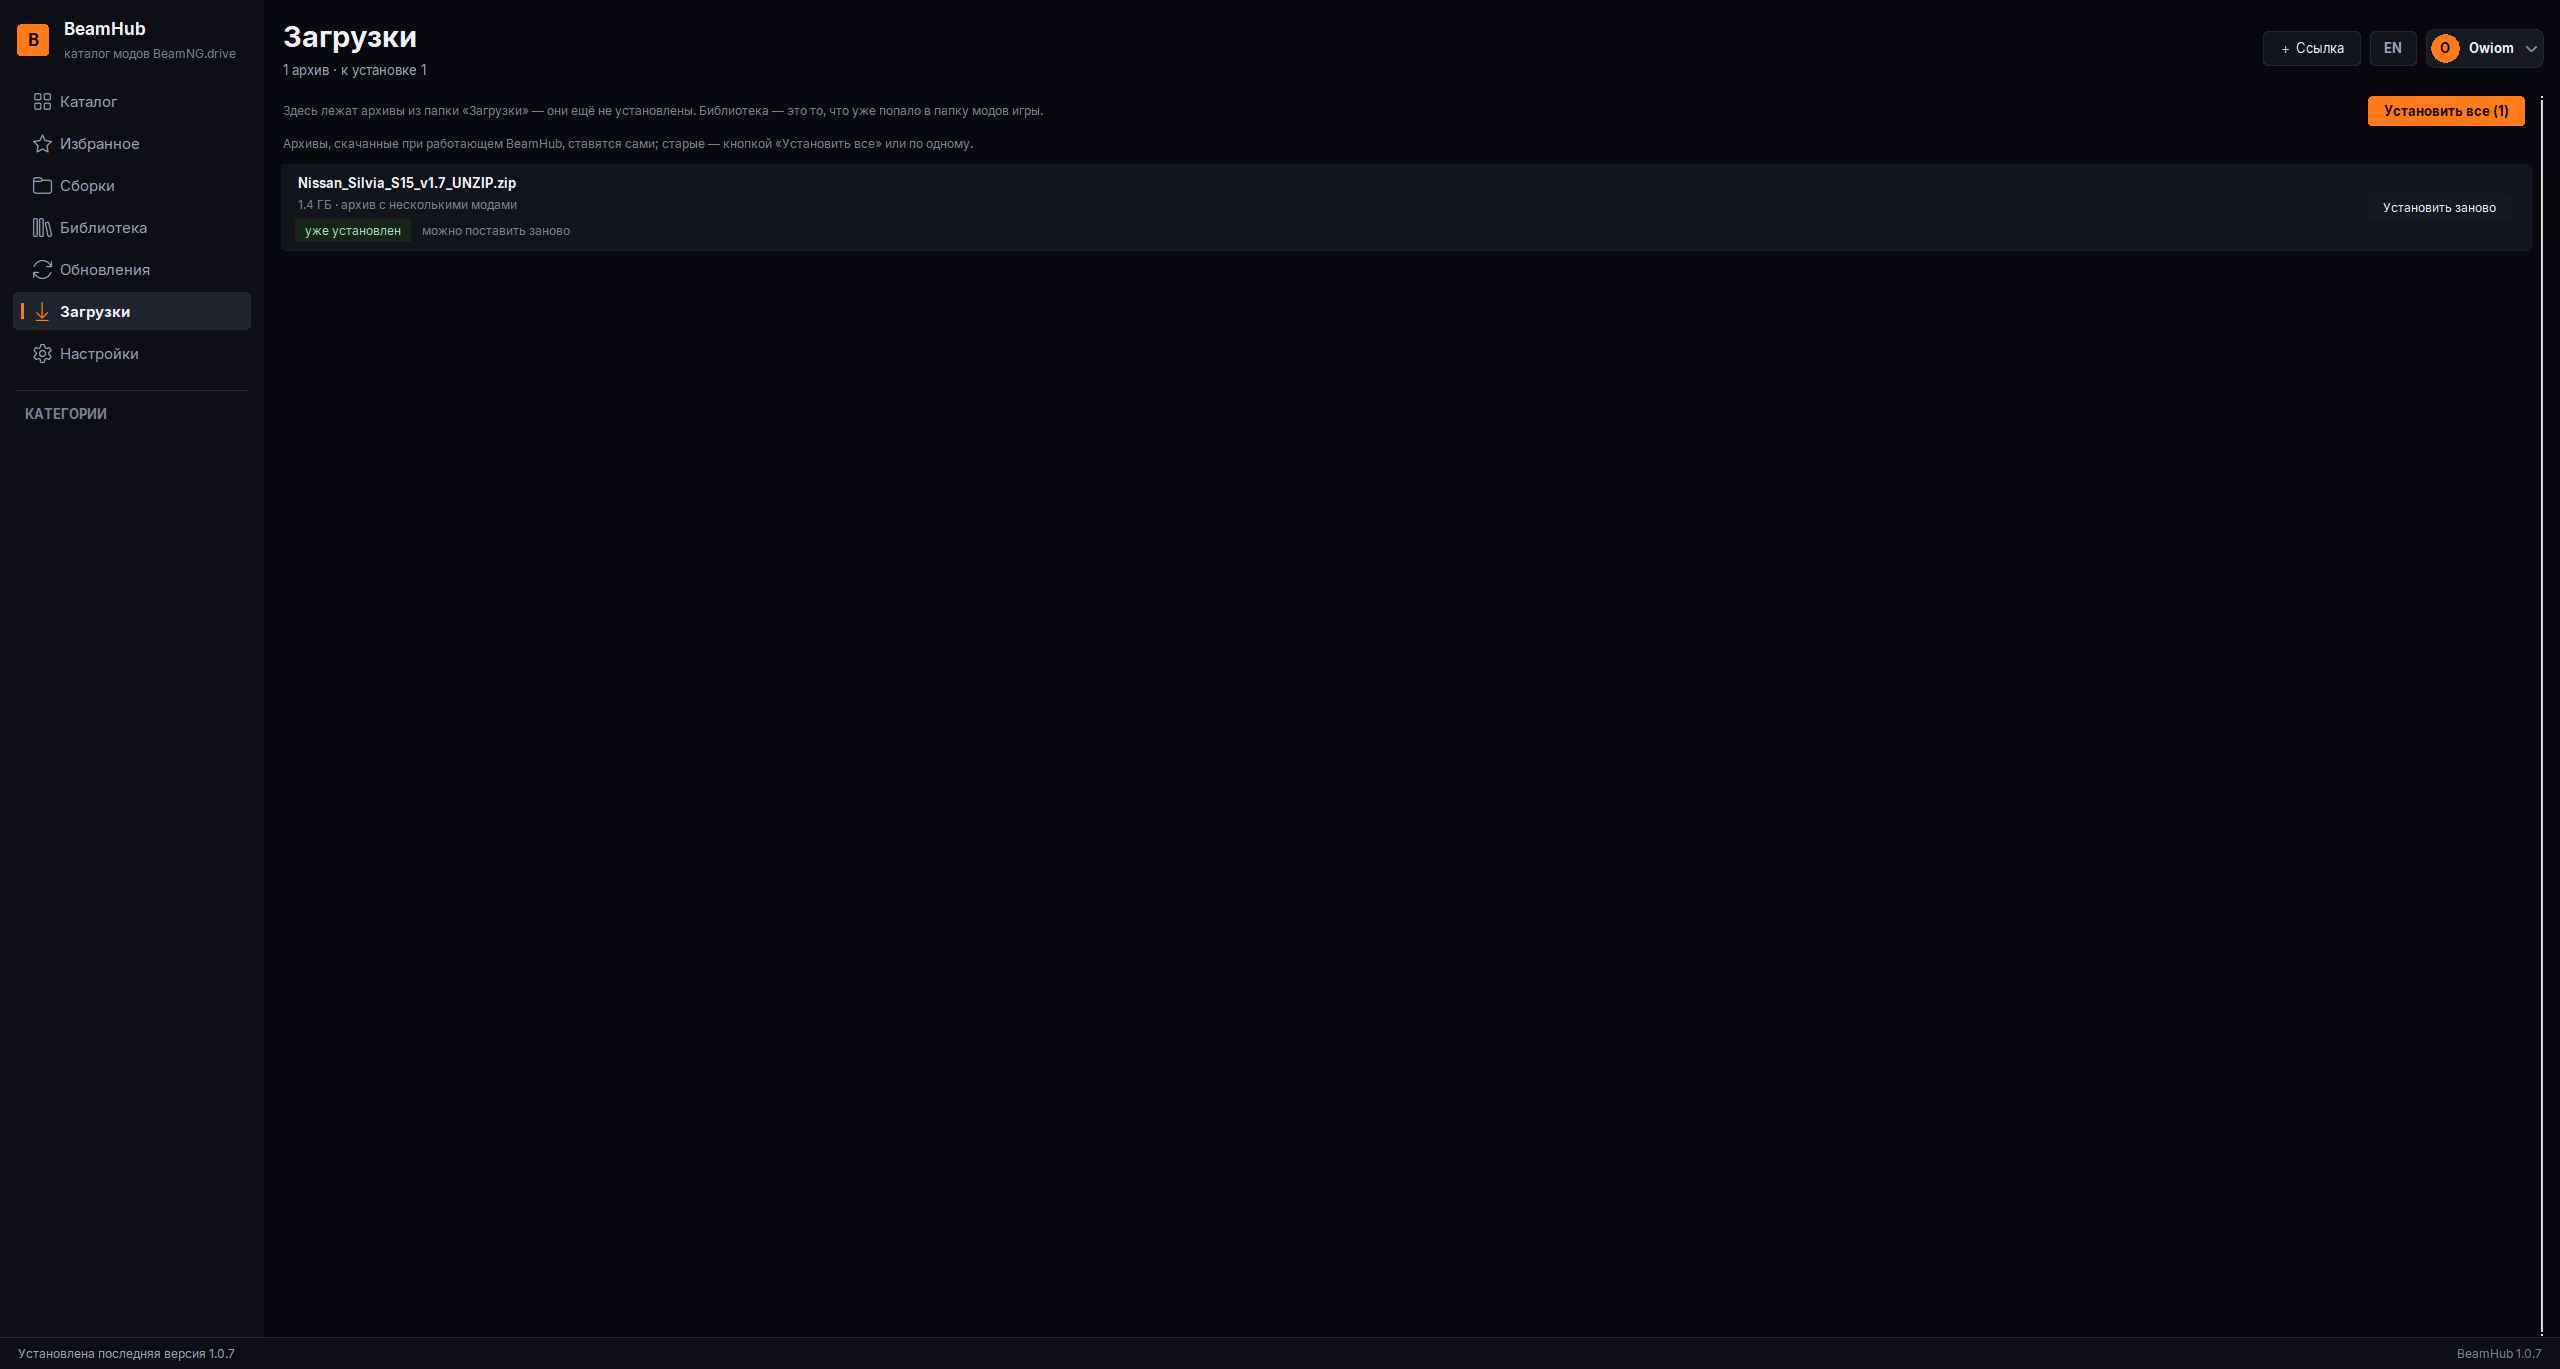 B
BeamHub
каталог модов BeamNG.drive
Каталог
Избранное
Сборки
Библиотека
Обновления
Загрузки
Настройки
КАТЕГОРИИ
Загрузки
1 архив · к установке 1
+ Ссылка
EN
O
Owiom
Здесь лежат архивы из папки «Загрузки» — они ещё не установлены. Библиотека — это то, что уже попало в папку модов игры.
Установить все (1)
Архивы, скачанные при работающем BeamHub, ставятся сами; старые — кнопкой «Установить все» или по одному.
Nissan_Silvia_S15_v1.7_UNZIP.zip
1.4 ГБ · архив с несколькими модами
уже установлен
можно поставить заново
Установить заново
Установлена последняя версия 1.0.7
BeamHub 1.0.7